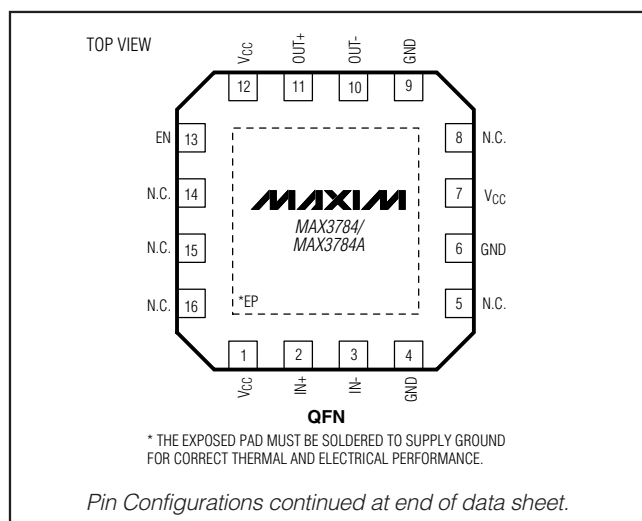 TOP VIEW
VCC
OUT+
OUT-
GND
12
11
10
9
EN 13
8 N.C.
N.C. 14
7 VCC
MAXIM
MAX3784/
MAX3784A
N.C. 15
6 GND
N.C. 16
*EP
5 N.C.
1
2
3
4
VCC
IN+
IN-
GND
QFN
* THE EXPOSED PAD MUST BE SOLDERED TO SUPPLY GROUND
FOR CORRECT THERMAL AND ELECTRICAL PERFORMANCE.
Pin Configurations continued at end of data sheet.